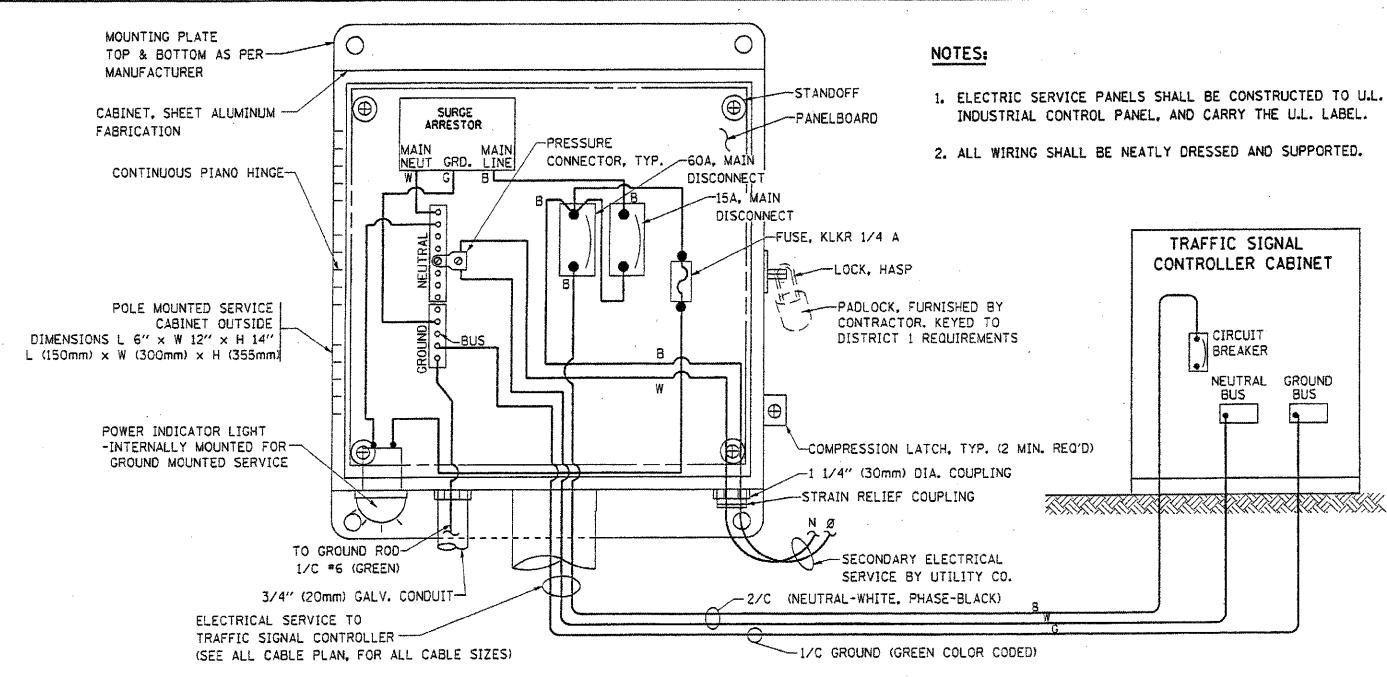 MOUNTING PLATE
TOP & BOTTOM AS PER
MANUFACTURER
CABINET, SHEET ALUMINUM
FABRICATION
CONTINUOUS PIANO HINGE
POLE MOUNTED SERVICE
CABINET OUTSIDE
DIMENSIONS L 6" x W 12" x H 14"
L (150mm) x W (300mm) x H (355mm)
POWER INDICATOR LIGHT
-INTERNALLY MOUNTED FOR
GROUND MOUNTED SERVICE
SURGE
ARRESTOR
MAIN
NEUT
GRD.
MAIN
LINE
W
G
B
NEUTRAL
GROUND
BUS
PRESSURE
CONNECTOR, TYP.
STANDOFF
PANELBOARD
60A, MAIN
DISCONNECT
15A, MAIN
DISCONNECT
FUSE, KLKR 1/4 A
B
B
B
B
W
LOCK, HASP
PADLOCK, FURNISHED BY
CONTRACTOR. KEYED TO
DISTRICT 1 REQUIREMENTS
COMPRESSION LATCH, TYP. (2 MIN. REQ'D)
1 1/4" (30mm) DIA. COUPLING
STRAIN RELIEF COUPLING
N Ø
SECONDARY ELECTRICAL
SERVICE BY UTILITY CO.
TO GROUND ROD
1/C #6 (GREEN)
3/4" (20mm) GALV. CONDUIT
ELECTRICAL SERVICE TO
TRAFFIC SIGNAL CONTROLLER
(SEE ALL CABLE PLAN, FOR ALL CABLE SIZES)
2/C (NEUTRAL-WHITE, PHASE-BLACK)
B
W
G
1/C GROUND (GREEN COLOR CODED)
NOTES:
1. ELECTRIC SERVICE PANELS SHALL BE CONSTRUCTED TO U.L.
INDUSTRIAL CONTROL PANEL, AND CARRY THE U.L. LABEL.
2. ALL WIRING SHALL BE NEATLY DRESSED AND SUPPORTED.
TRAFFIC SIGNAL
CONTROLLER CABINET
CIRCUIT
BREAKER
NEUTRAL
BUS
GROUND
BUS